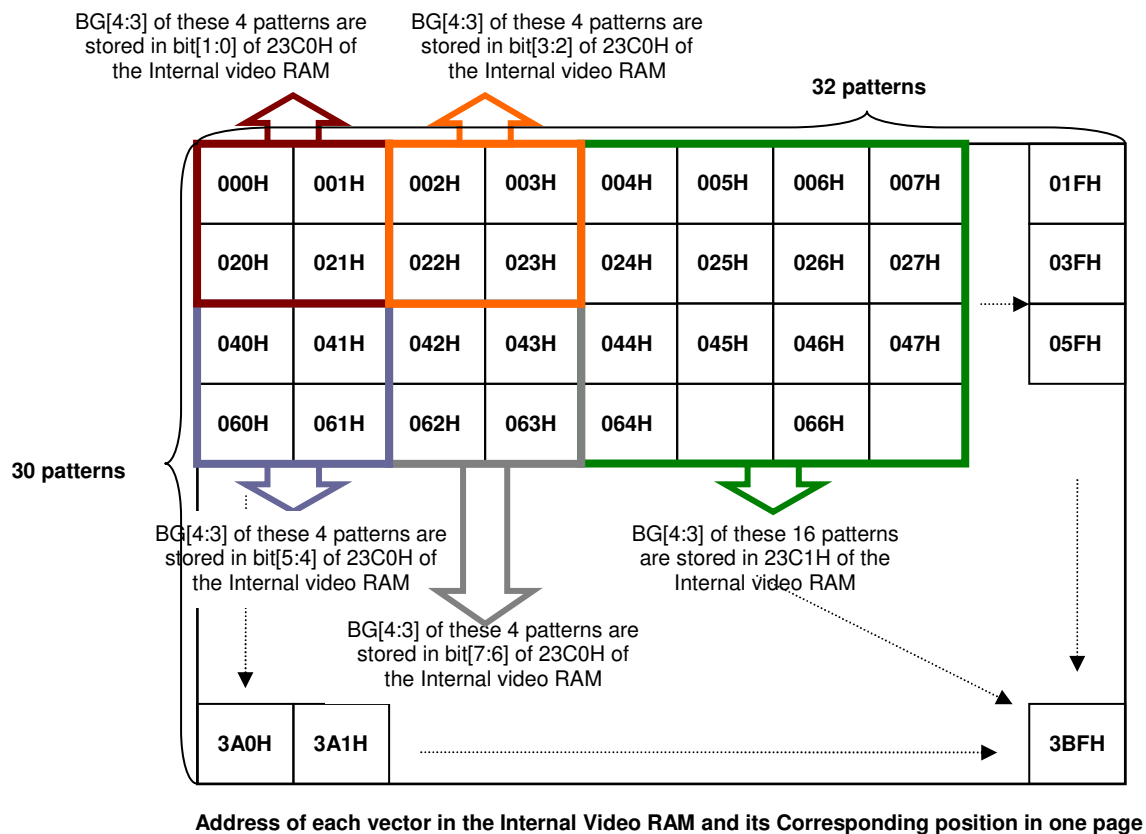 BG[4:3] of these 4 patterns are
stored in bit[1:0] of 23C0H of
the Internal video RAM
BG[4:3] of these 4 patterns are
stored in bit[3:2] of 23C0H of
the Internal video RAM
32 patterns
000H 001H 002H 003H 004H 005H 006H 007H 01FH
020H 021H 022H 023H 024H 025H 026H 027H 03FH
040H 041H 042H 043H 044H 045H 046H 047H 05FH
060H 061H 062H 063H 064H 066H
30 patterns
BG[4:3] of these 4 patterns are
stored in bit[5:4] of 23C0H of
the Internal video RAM
BG[4:3] of these 16 patterns
are stored in 23C1H of the
Internal video RAM
BG[4:3] of these 4 patterns are
stored in bit[7:6] of 23C0H of
the Internal video RAM
3A0H 3A1H 3BFH
Address of each vector in the Internal Video RAM and its Corresponding position in one page